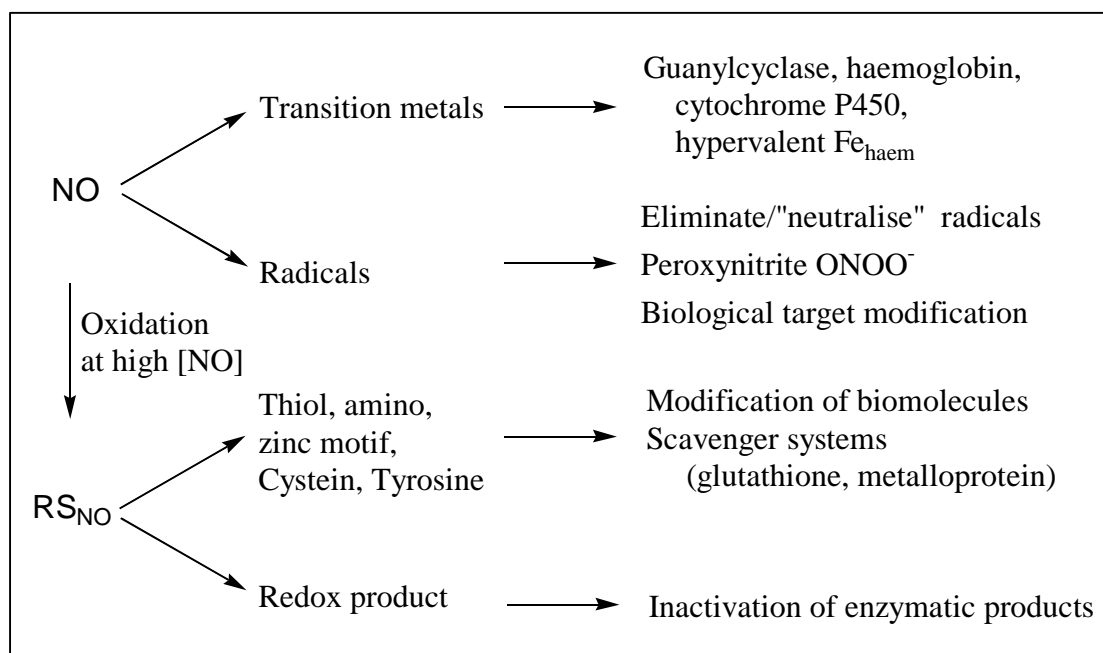 Guanylcyclase, haemoglobin,
Transition metals
cytochrome P450,
hypervalent Fehaem
NO
Eliminate/"neutralise" radicals
Radicals
Peroxynitrite ONOO-
Biological target modification
Oxidation
at high [NO]
Thiol, amino,
zinc motif,
Cystein, Tyrosine
Modification of biomolecules
Scavenger systems
(glutathione, metalloprotein)
RSNO
Redox product
Inactivation of enzymatic products